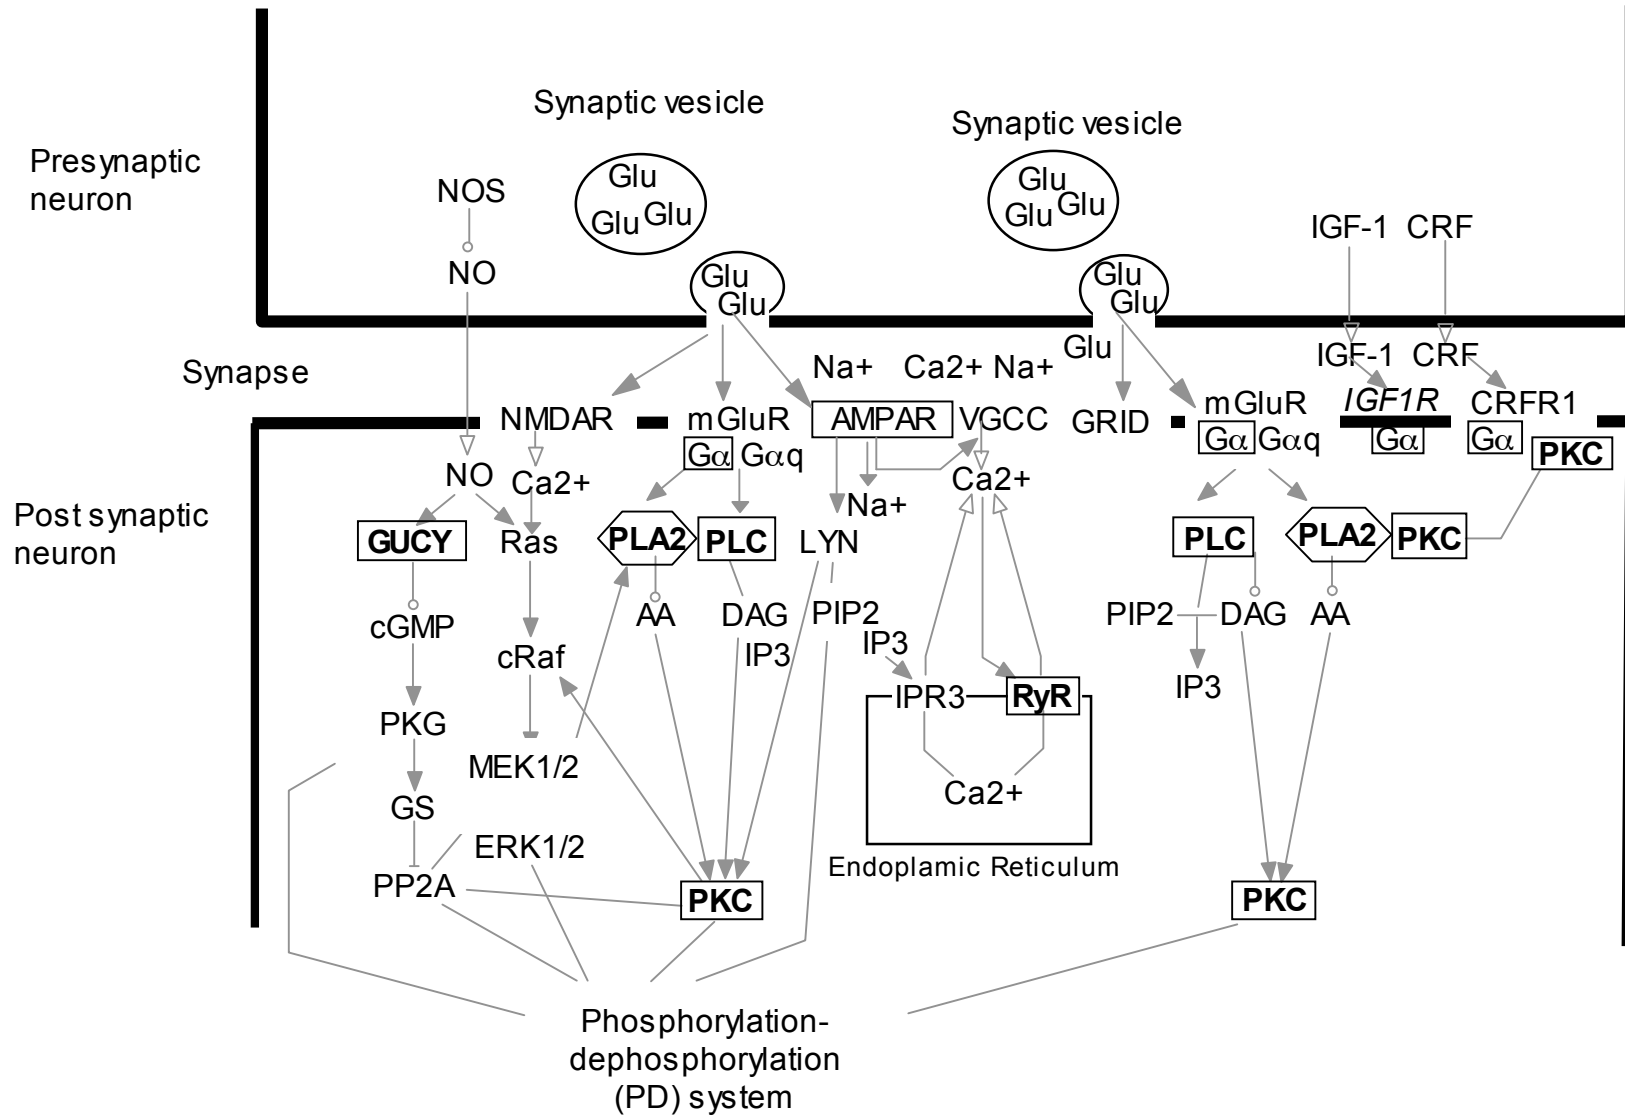 Synaptic vesicle
Synaptic vesicle
Presynaptic
neuron
NOS
Glu
Glu
Glu
Glu
Glu
Glu
IGF-1
CRF
NO
Glu
Glu
Glu
Glu
Synapse
Na+
Ca2+
Na+
Glu
IGF-1
CRF
NMDAR
mGluR
AMPAR
VGCC
GRID
mGluR
IGF1R
CRFR1
Gα
Gαq
Gα
Gαq
Gα
Gα
PKC
NO
Ca2+
Ca2+
Na+
Post synaptic
neuron
GUCY
Ras
PLA2
PLC
LYN
PLC
PLA2
PKC
cGMP
AA
DAG
PIP2
PIP2
DAG
AA
cRaf
IP3
IP3
IPR3
RyR
IP3
PKG
MEK1/2
Ca2+
GS
ERK1/2
Endoplamic Reticulum
PP2A
PKC
PKC
Phosphorylation-
dephosphorylation
(PD) system